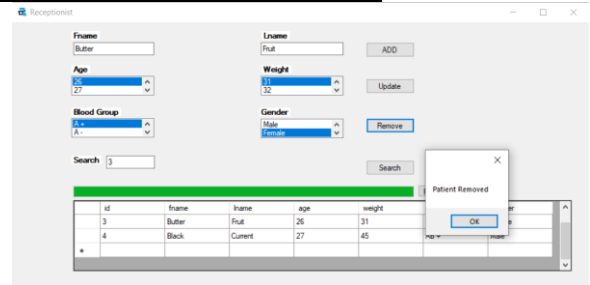 Receptionist
Fname
Butter
Lname
Fruit
ADD
Age
26
27
Weight
31
32
Update
Blood Group
A +
A -
Gender
Male
Female
Remove
Search 3
Search
Patient Removed
OK
id fname lname age weight
3 Butter Fruit 26 31
4 Black Current 27 45 AB + Male